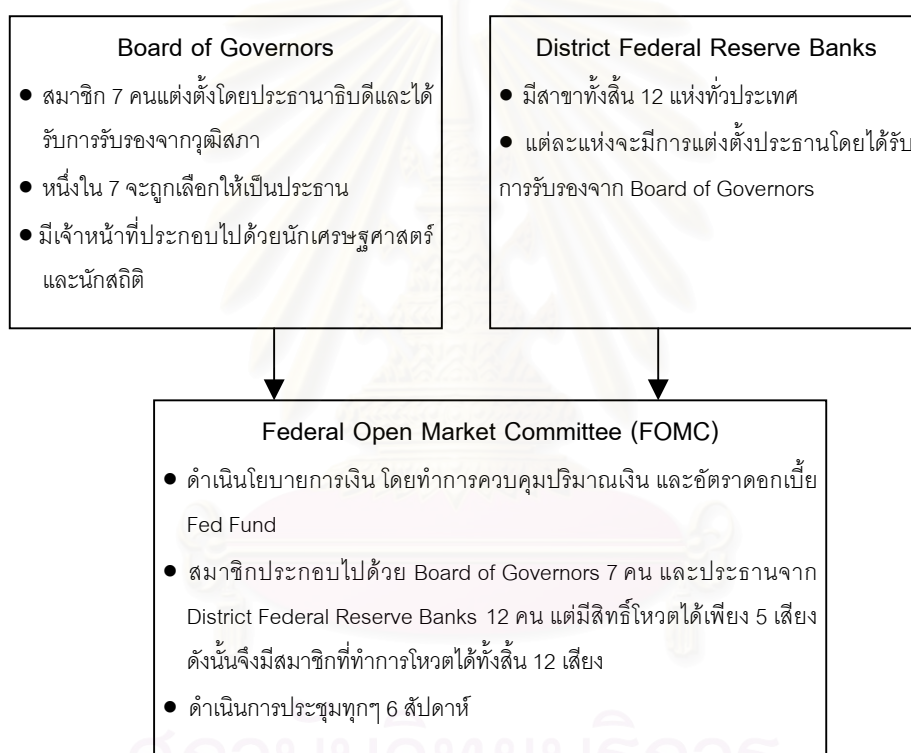 Board of Governors
● สมาชิก 7 คนแต่งตั้งโดยประธานาธิบดีและได้
รับการรับรองจากวุฒิสภา
● หนึ่งใน 7 จะถูกเลือกให้เป็นประธาน
● มีเจ้าหน้าที่ประกอบไปด้วยนักเศรษฐศาสตร์
และนักสถิติ
District Federal Reserve Banks
● มีสาขาทั้งสิ้น 12 แห่งทั่วประเทศ
● แต่ละแห่งจะมีการแต่งตั้งประธานโดยได้รับ
การรับรองจาก Board of Governors
Federal Open Market Committee (FOMC)
● ดำเนินโยบายการเงิน โดยทำการควบคุมปริมาณเงิน และอัตราดอกเบี้ย
Fed Fund
● สมาชิกประกอบไปด้วย Board of Governors 7 คน และประธานจาก
District Federal Reserve Banks 12 คน แต่มีสิทธิ์โหวตได้เพียง 5 เสียง
ดังนั้นจึงมีสมาชิกที่ทำการโหวตได้ทั้งสิ้น 12 เสียง
● ดำเนินการประชุมทุกๆ 6 สัปดาห์